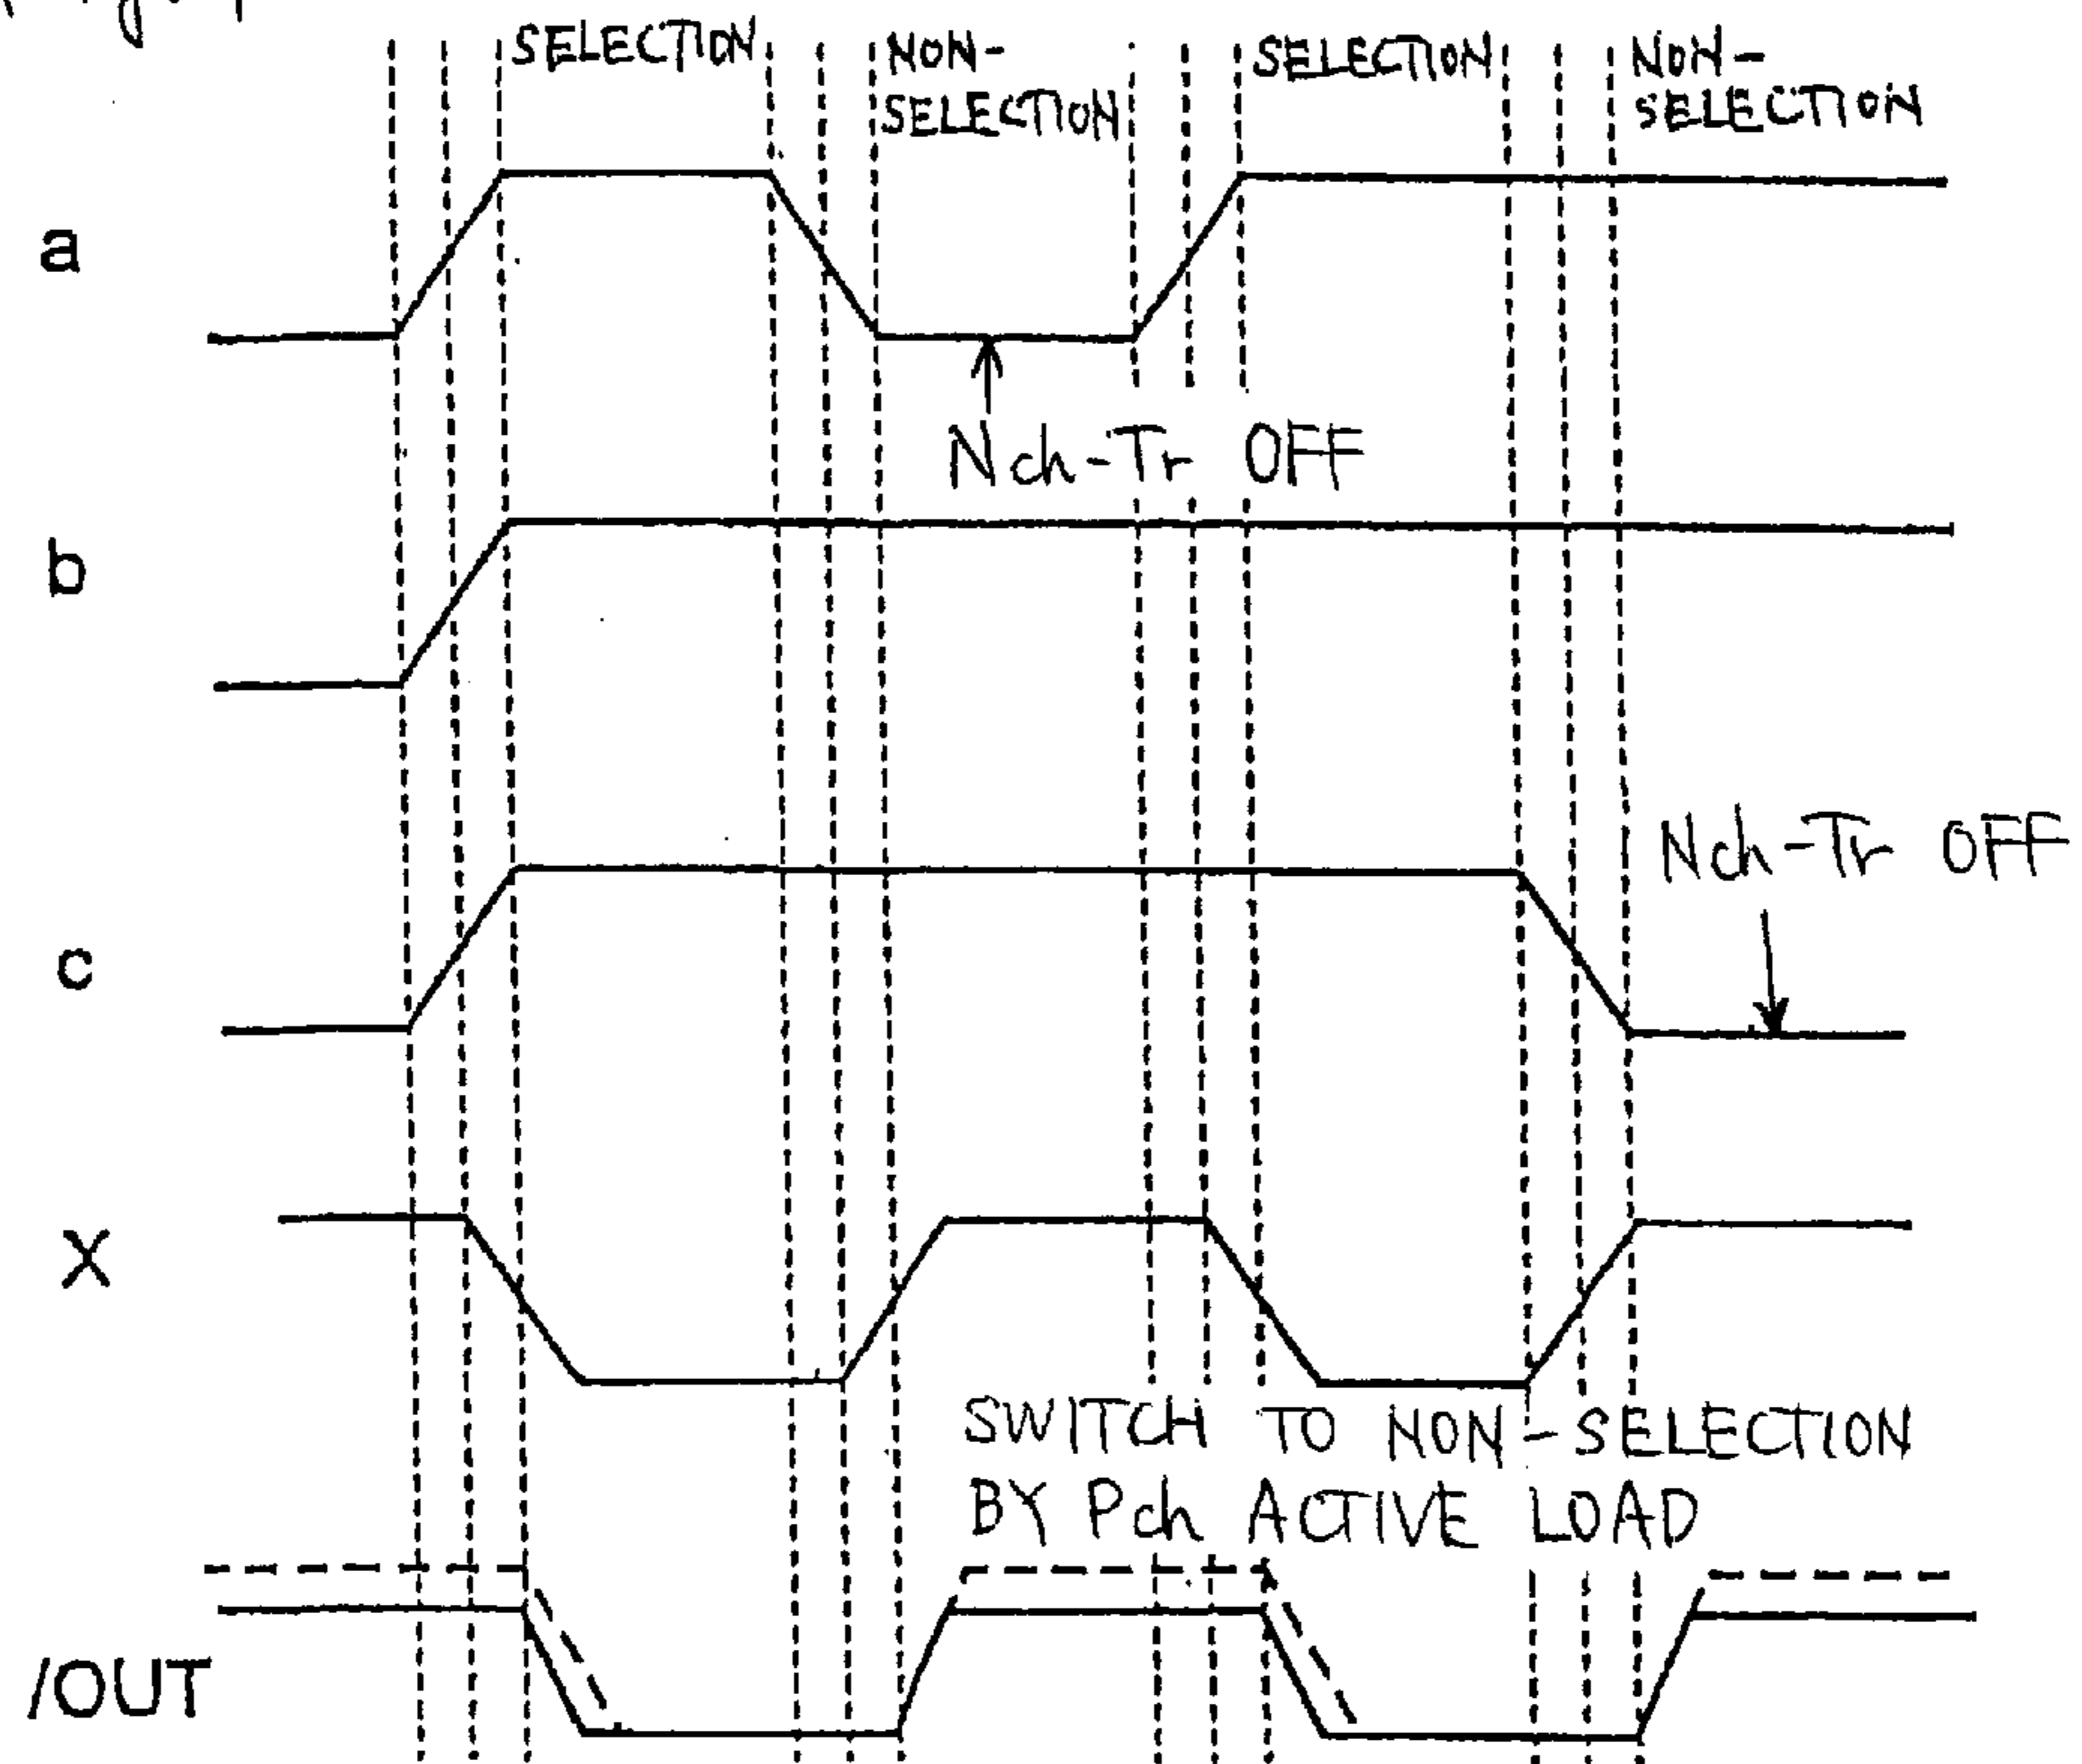 SELECTION
NON-
SELECTION
SELECTION
NON-
SELECTION
a
Nch-Tr OFF
b
Nch-Tr OFF
c
X
SWITCH TO NON-SELECTION
BY Pch ACTIVE LOAD
/OUT